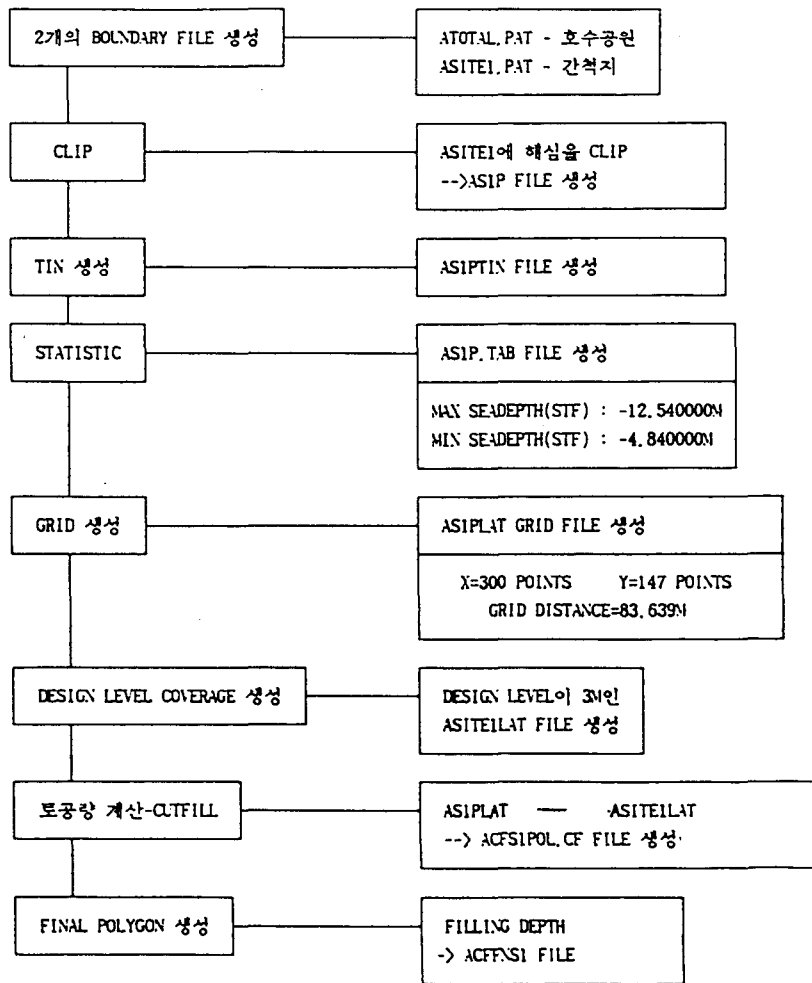 2개의 BOUNDARY FILE 생성
ATOTAL.PAT - 호수공원
ASITE1.PAT - 간척지
CLIP
ASITE1에 해심을 CLIP
-->AS1P FILE 생성
TIN 생성
AS1PTIN FILE 생성
STATISTIC
AS1P.TAB FILE 생성
MAX SEADEPTH(STF) : -12.540000M
MIN SEADEPTH(STF) : -4.840000M
GRID 생성
AS1PLAT GRID FILE 생성
X=300 POINTS Y=147 POINTS
GRID DISTANCE=83.639M
DESIGN LEVEL COVERAGE 생성
DESIGN LEVEL이 3M인
ASITE1LAT FILE 생성
토공량 계산-CUTFILL
AS1PLAT — ASITE1LAT
--> ACFS1POL.CF FILE 생성
FINAL POLYGON 생성
FILLING DEPTH
-> ACFFNS1 FILE